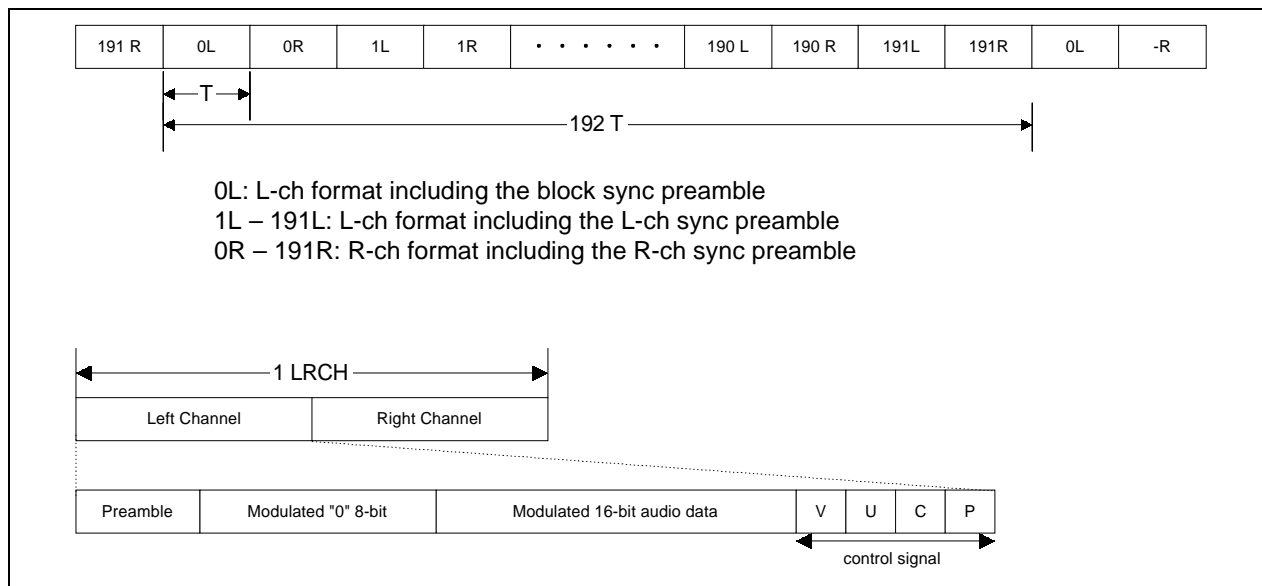 191 R 0L 0R 1L 1R · · · · · · 190 L 190 R 191L 191R 0L -R
T
192 T
0L: L-ch format including the block sync preamble
1L – 191L: L-ch format including the L-ch sync preamble
0R – 191R: R-ch format including the R-ch sync preamble
1 LRCH
Left Channel Right Channel
Preamble Modulated "0" 8-bit Modulated 16-bit audio data V U C P
control signal